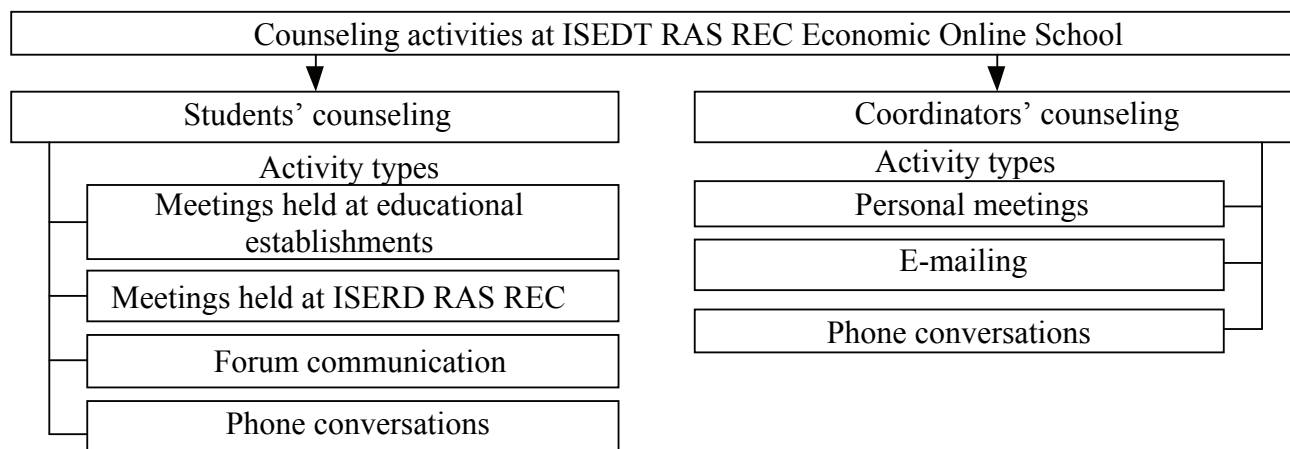 Counseling activities at ISEDT RAS REC Economic Online School
Students’ counseling
Activity types
Meetings held at educational
establishments
Meetings held at ISERD RAS REC
Forum communication
Phone conversations
Coordinators’ counseling
Activity types
Personal meetings
E-mailing
Phone conversations